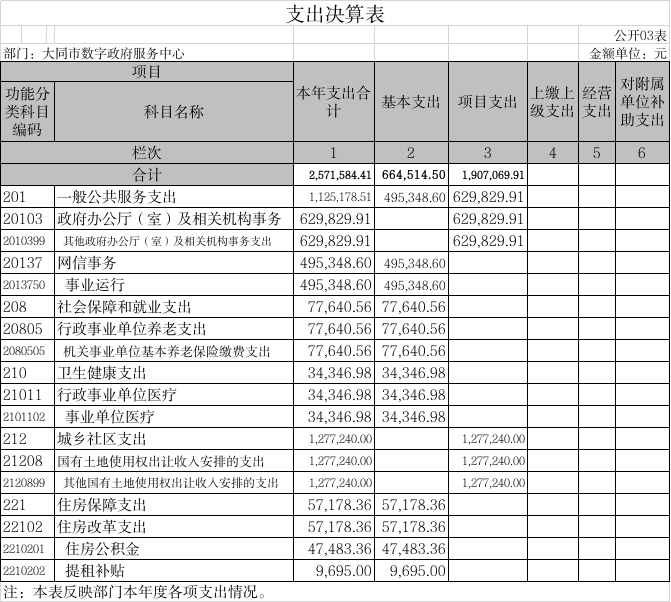 支出决算表
公开03表
部门：大同市数字政府服务中心 金额单位：元
项目 本年支出合计 基本支出 项目支出 上缴上级支出 经营支出 对附属单位补助支出
功能分类科目编码 科目名称
栏次 1 2 3 4 5 6
合计 2,571,584.41 664,514.50 1,907,069.91
201 一般公共服务支出 1,125,178.51 495,348.60 629,829.91
20103 政府办公厅（室）及相关机构事务 629,829.91 629,829.91
2010399 其他政府办公厅（室）及相关机构事务支出 629,829.91 629,829.91
20137 网信事务 495,348.60 495,348.60
2013750 事业运行 495,348.60 495,348.60
208 社会保障和就业支出 77,640.56 77,640.56
20805 行政事业单位养老支出 77,640.56 77,640.56
2080505 机关事业单位基本养老保险缴费支出 77,640.56 77,640.56
210 卫生健康支出 34,346.98 34,346.98
21011 行政事业单位医疗 34,346.98 34,346.98
2101102 事业单位医疗 34,346.98 34,346.98
212 城乡社区支出 1,277,240.00 1,277,240.00
21208 国有土地使用权出让收入安排的支出 1,277,240.00 1,277,240.00
2120899 其他国有土地使用权出让收入安排的支出 1,277,240.00 1,277,240.00
221 住房保障支出 57,178.36 57,178.36
22102 住房改革支出 57,178.36 57,178.36
2210201 住房公积金 47,483.36 47,483.36
2210202 提租补贴 9,695.00 9,695.00
注：本表反映部门本年度各项支出情况。